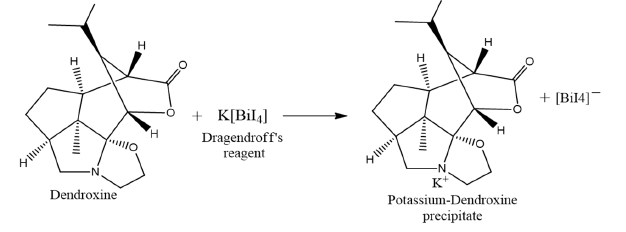 H
H
O
O
H
O
N
H
Dendroxine
+ K[BiI4]
Dragendroff's
reagent
H
H
O
O
H
O
N
K+
H
Potassium-Dendroxine
precipitate
+ [BiI4]−